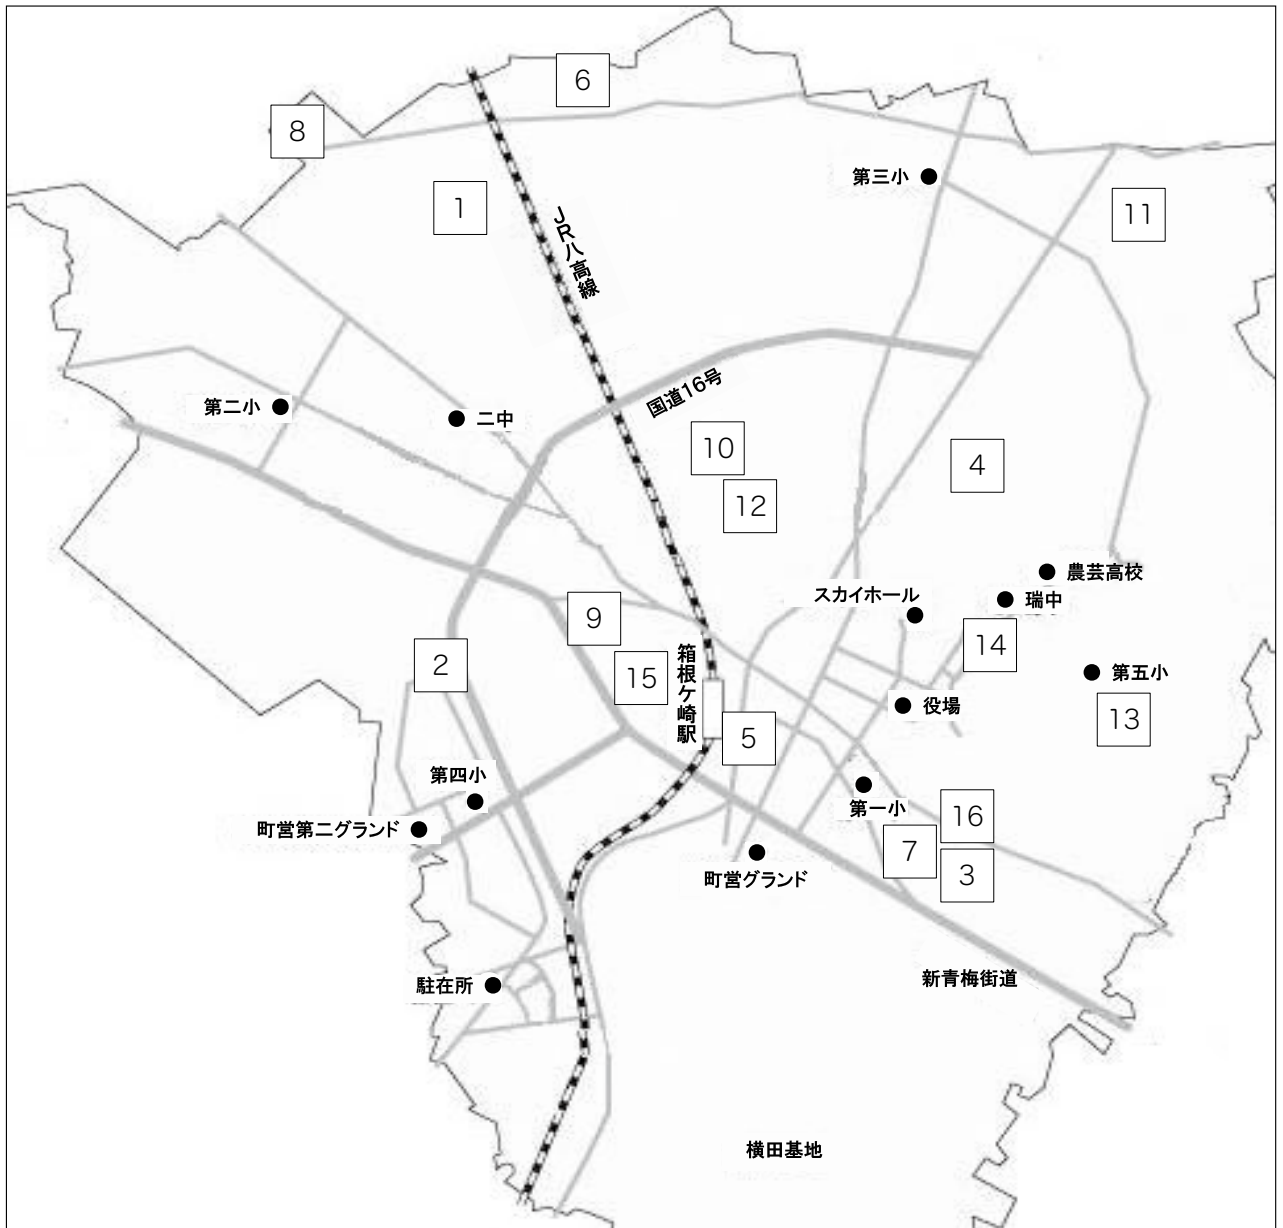 6
8
第三小
1
11
JR八高線
国道16号
第二小
二中
10
4
12
農芸高校
スカイホール
瑞中
9
14
2
15
箱根ケ崎駅
第五小
役場
13
5
第四小
第一小
町営第二グランド
16
7
3
町営グランド
新青梅街道
駐在所
横田基地